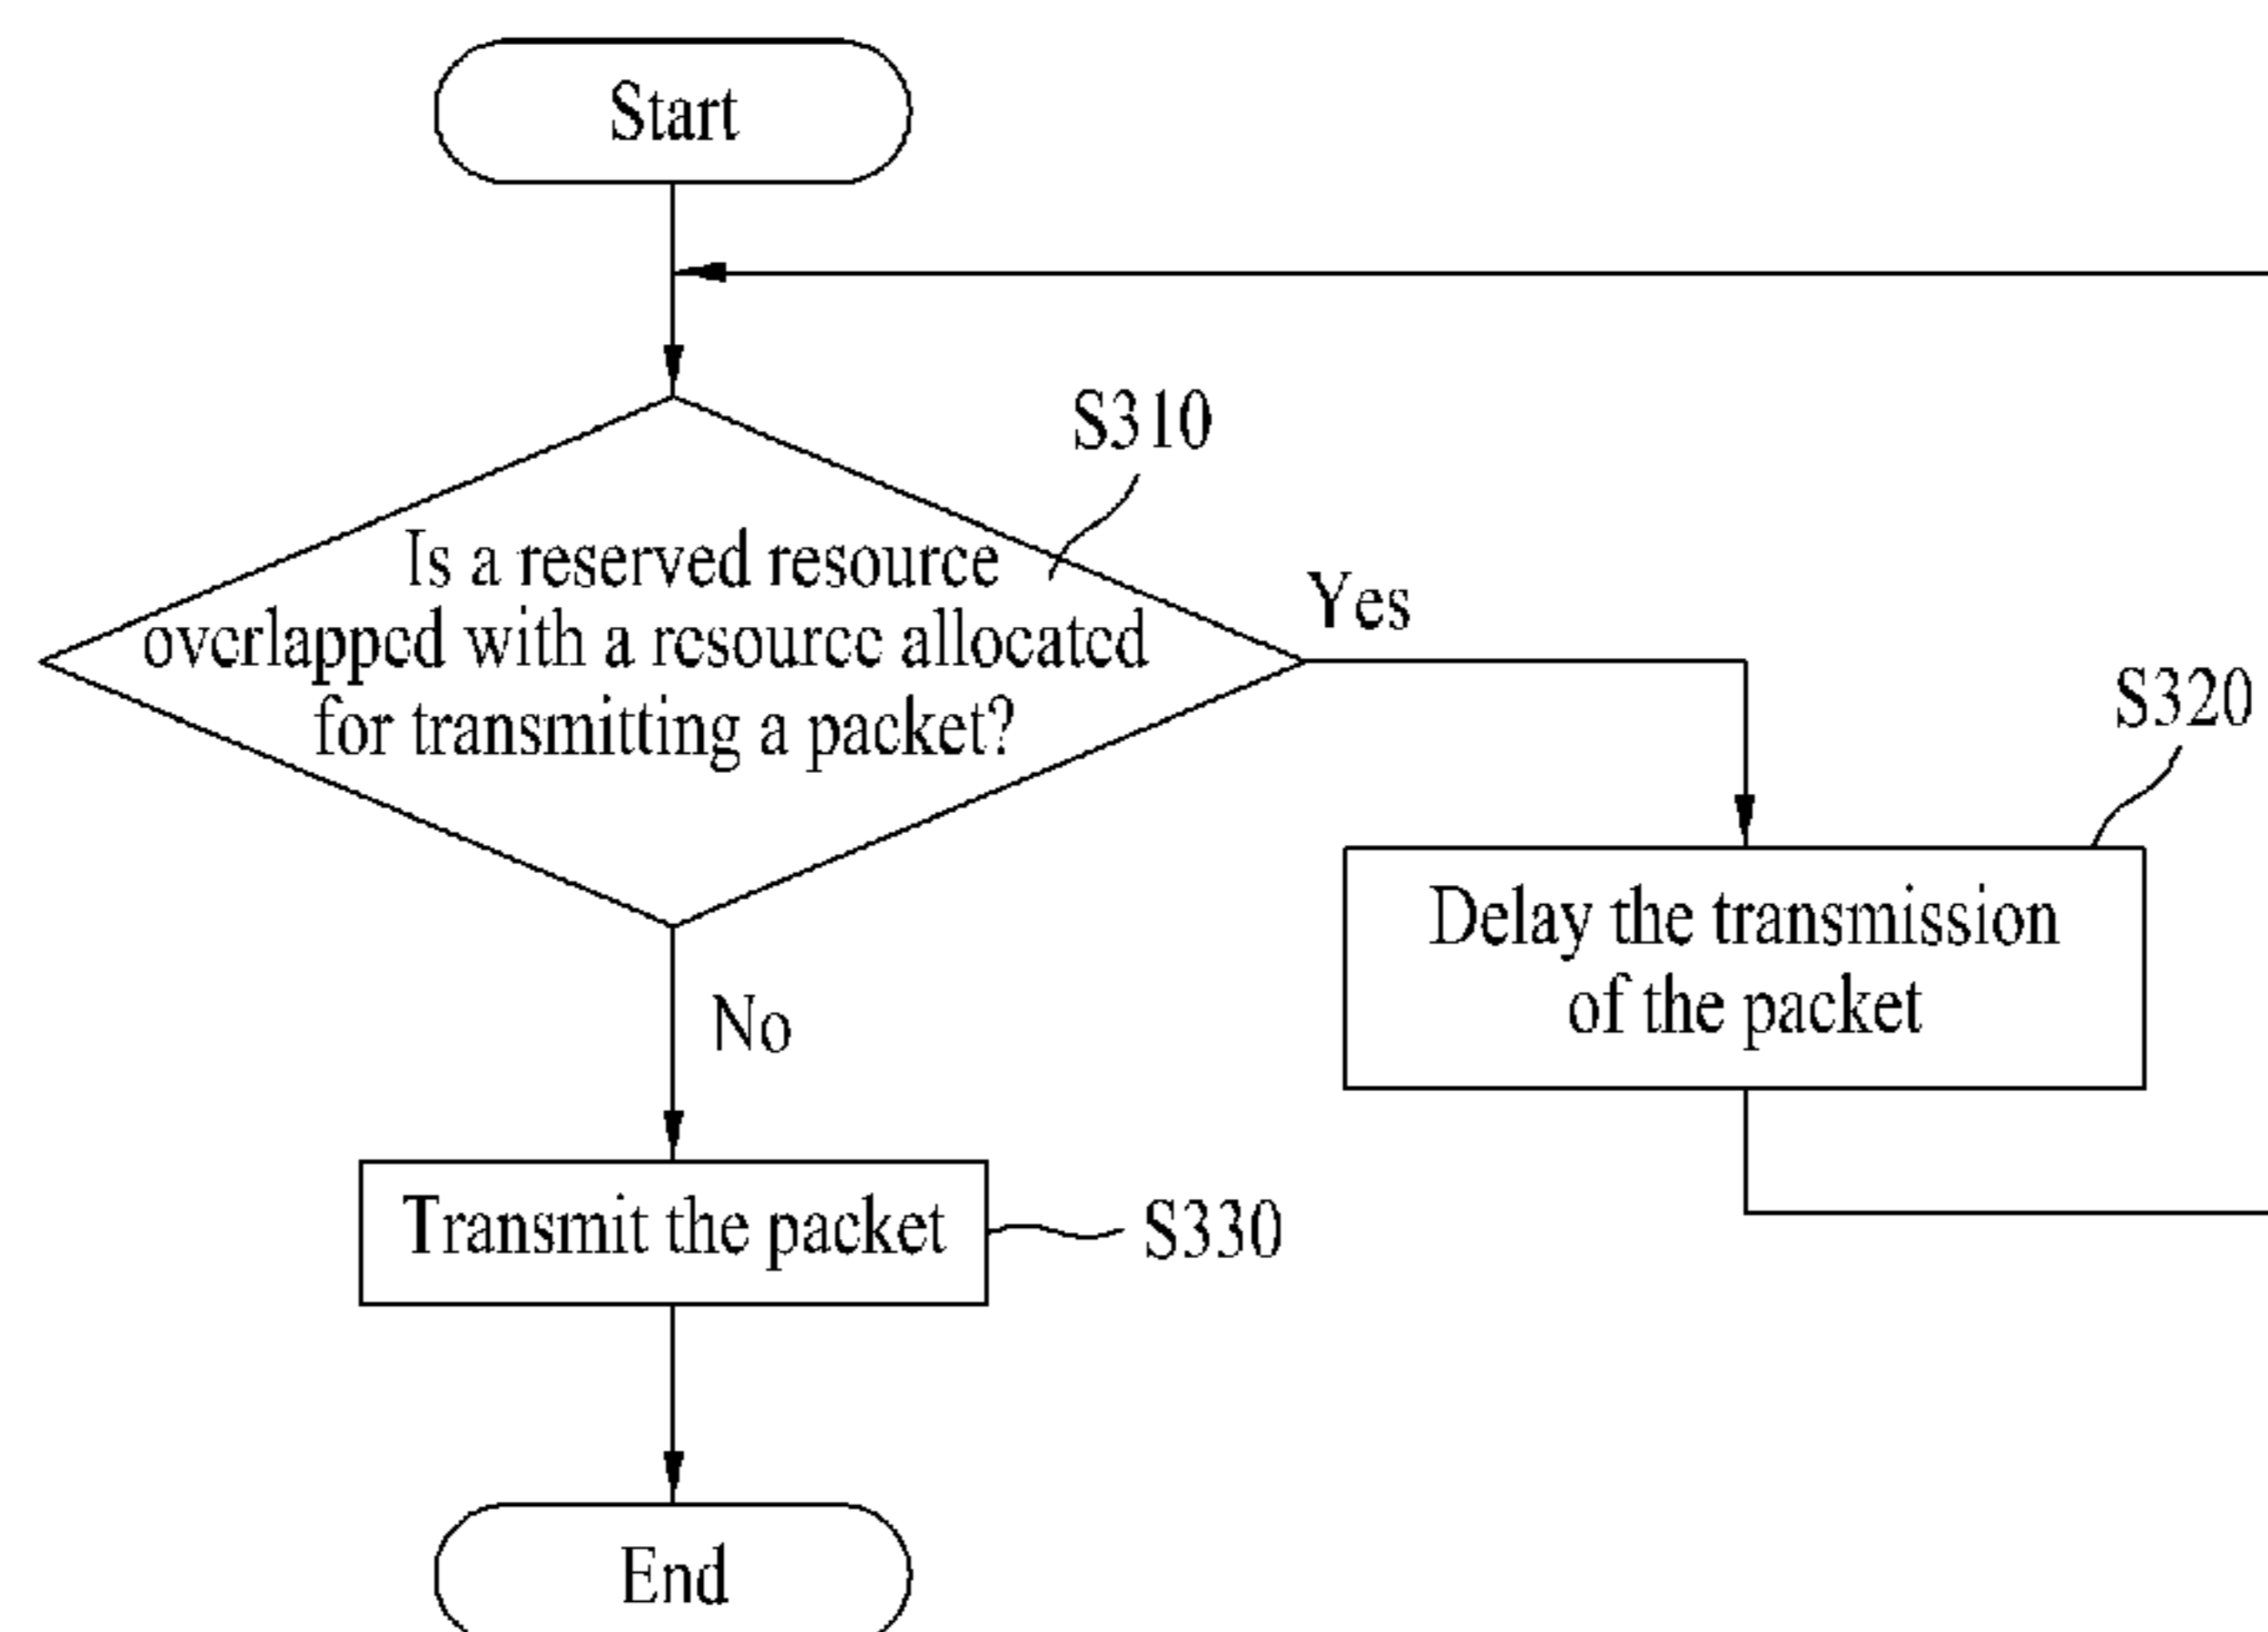 Start
S310
Is a reserved resource
overlapped with a resource allocated
for transmitting a packet?
Yes
S320
Delay the transmission
of the packet
No
Transmit the packet
S330
End